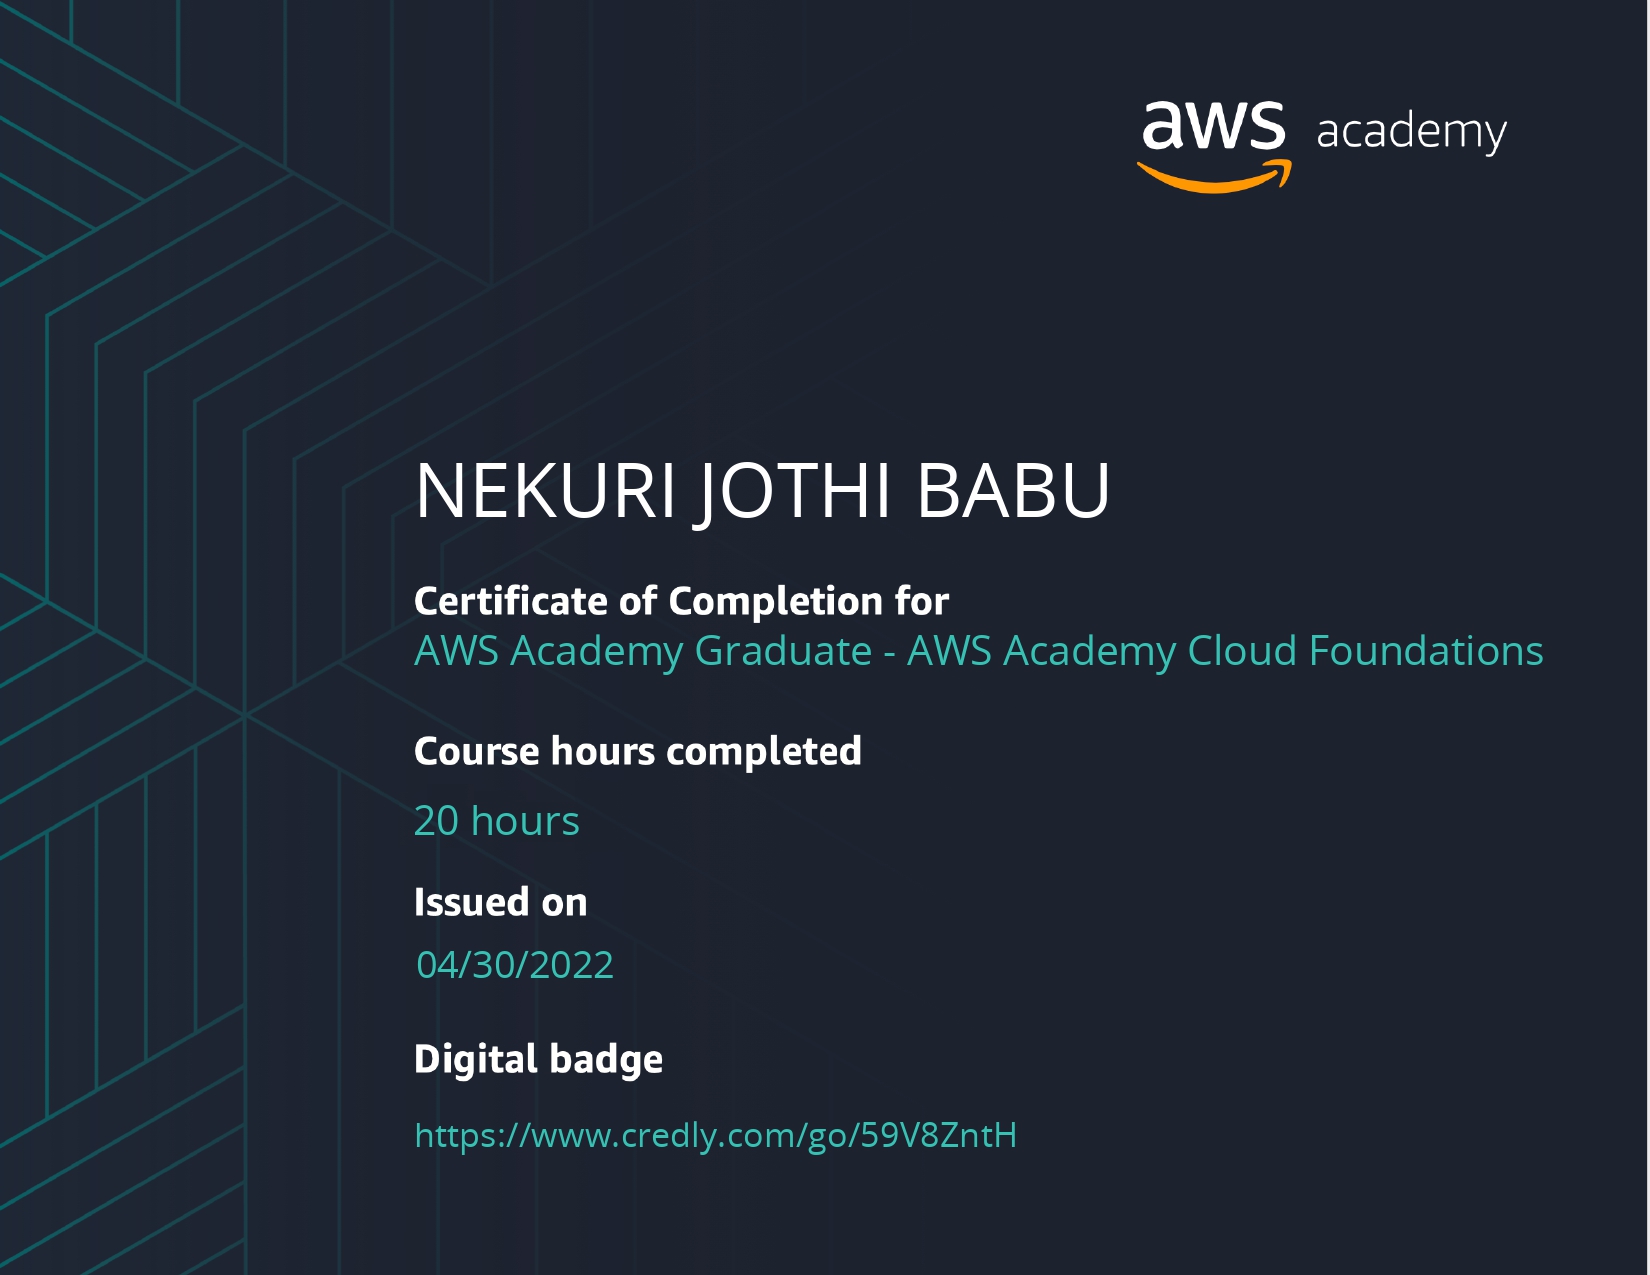 aws academy
NEKURI JOTHI BABU
Certificate of Completion for
AWS Academy Graduate - AWS Academy Cloud Foundations
Course hours completed
20 hours
Issued on
04/30/2022
Digital badge
https://www.credly.com/go/59V8ZntH